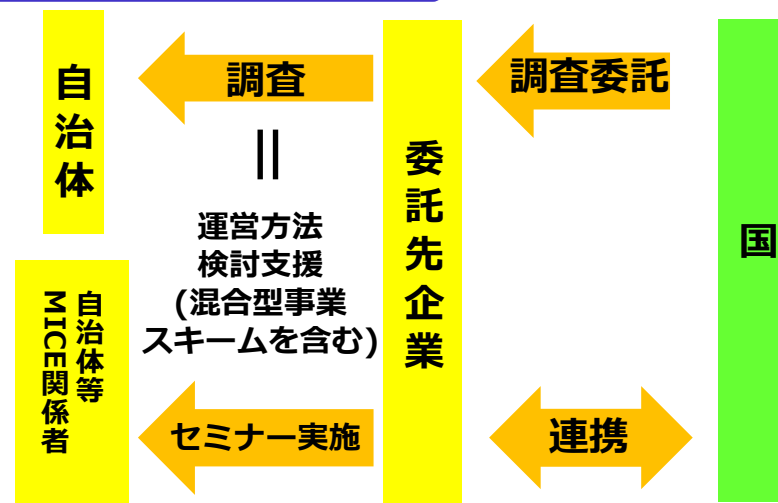 自治体
調査
調査委託
委託先企業
国
||
運営方法
検討支援
(混合型事業
スキームを含む)
自治体等
MICE関係者
セミナー実施
連携